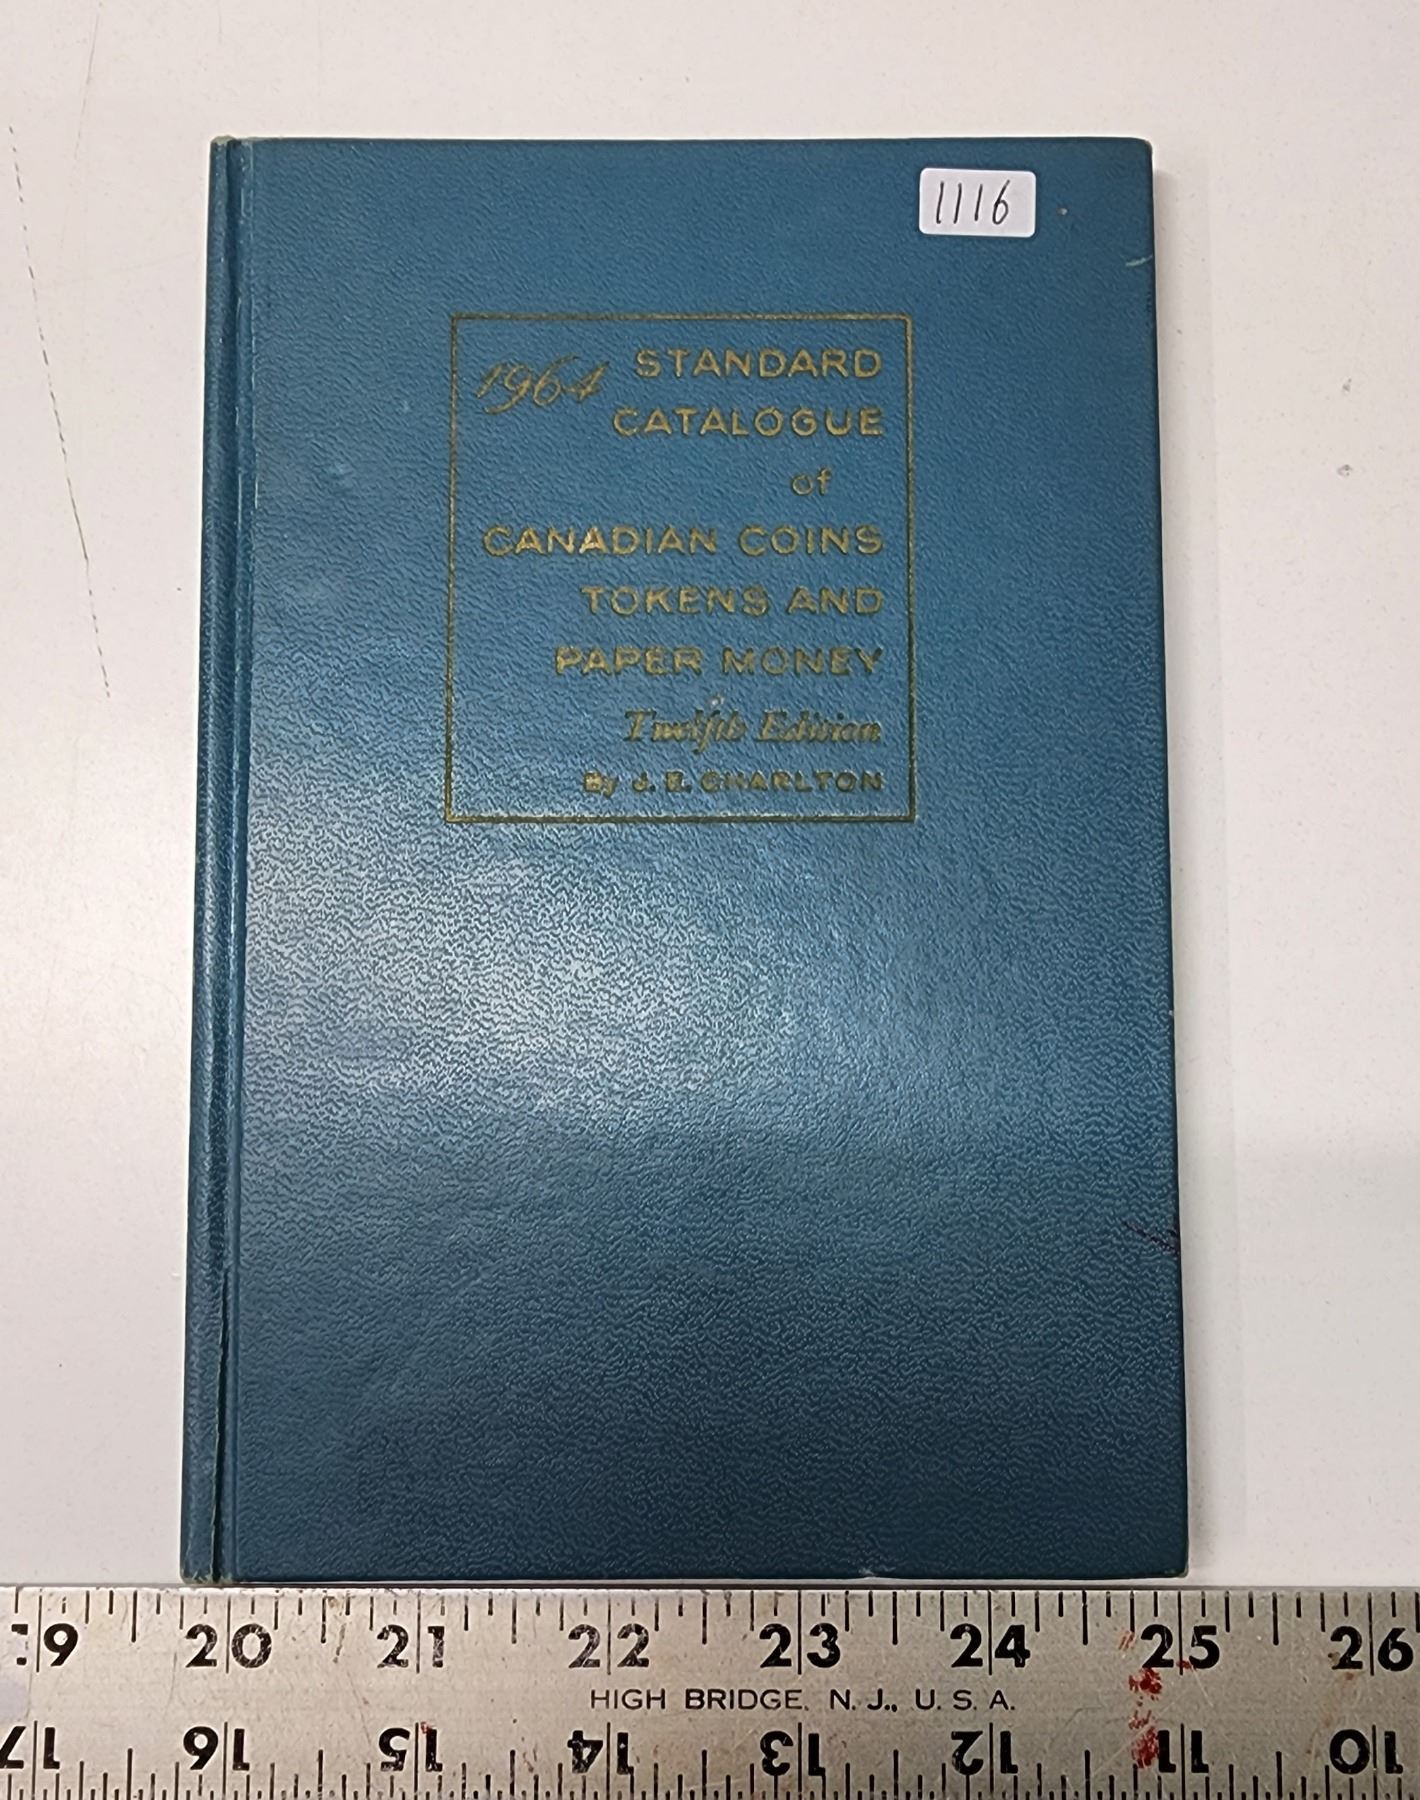 1116
1964 STANDARD
CATALOGUE
of
CANADIAN COINS
TOKENS AND
PAPER MONEY
Twelfth Edition
By J. E. CHARLTON
19 20 21 22 23 24 25 26
HIGH BRIDGE, N. J., U. S. A.
17 16 15 14 13 12 11 10